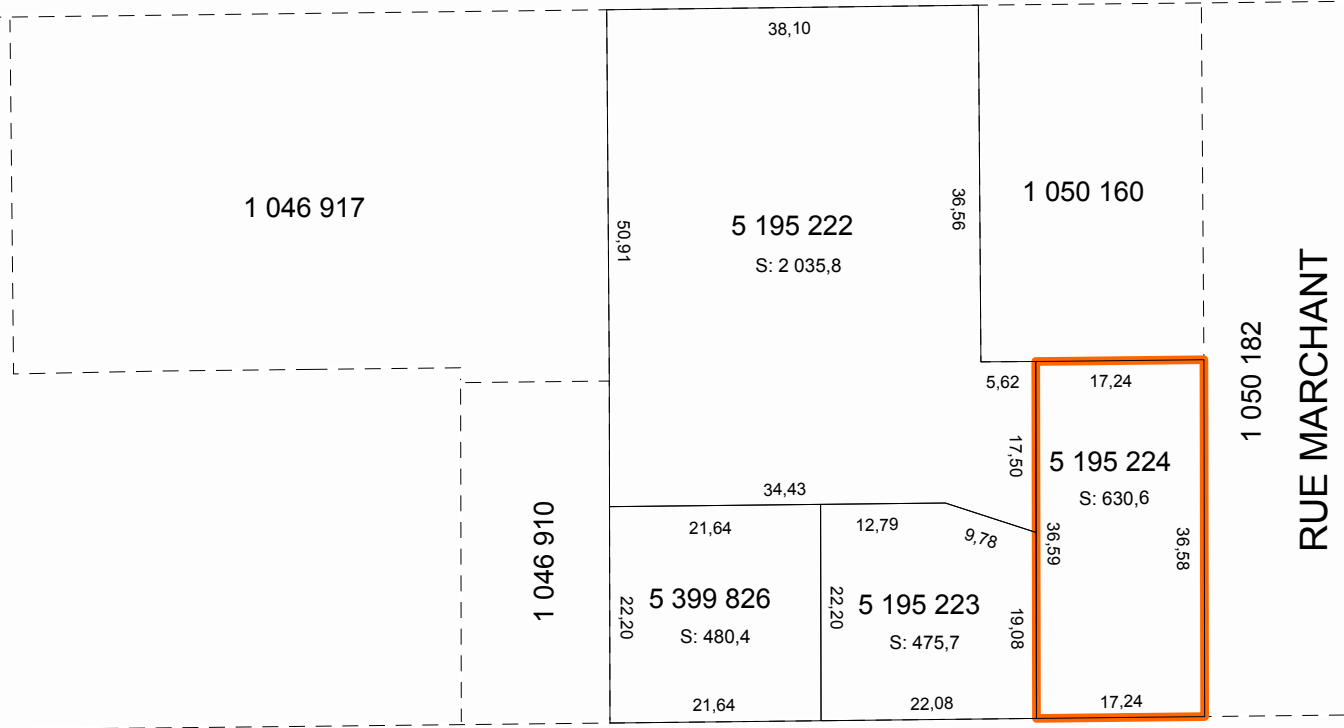 38,10
1 046 917
50,91
5 195 222
S: 2 035,8
36,56
1 050 160
1 050 182
RUE MARCHANT
5,62
17,24
17,50
5 195 224
S: 630,6
36,59
36,58
34,43
21,64
12,79
9,78
1 046 910
22,20
5 399 826
S: 480,4
22,20
5 195 223
S: 475,7
19,08
21,64
22,08
17,24